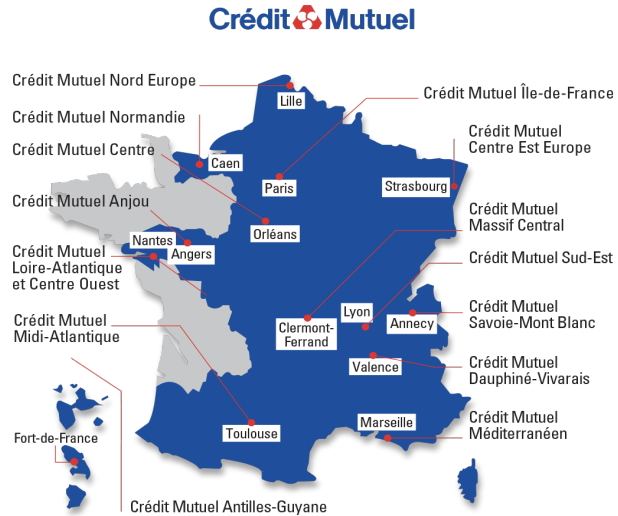 Crédit Mutuel
Crédit Mutuel Nord Europe
Crédit Mutuel Normandie
Crédit Mutuel Centre
Crédit Mutuel Anjou
Crédit Mutuel
Loire-Atlantique
et Centre Ouest
Crédit Mutuel
Midi-Atlantique
Fort-de-France
Crédit Mutuel Antilles-Guyane
Lille
Caen
Paris
Strasbourg
Orléans
Nantes
Angers
Lyon
Clermont-
Ferrand
Annecy
Valence
Toulouse
Marseille
Crédit Mutuel Île-de-France
Crédit Mutuel
Centre Est Europe
Crédit Mutuel
Massif Central
Crédit Mutuel Sud-Est
Crédit Mutuel
Savoie-Mont Blanc
Crédit Mutuel
Dauphiné-Vivarais
Crédit Mutuel
Méditerranéen